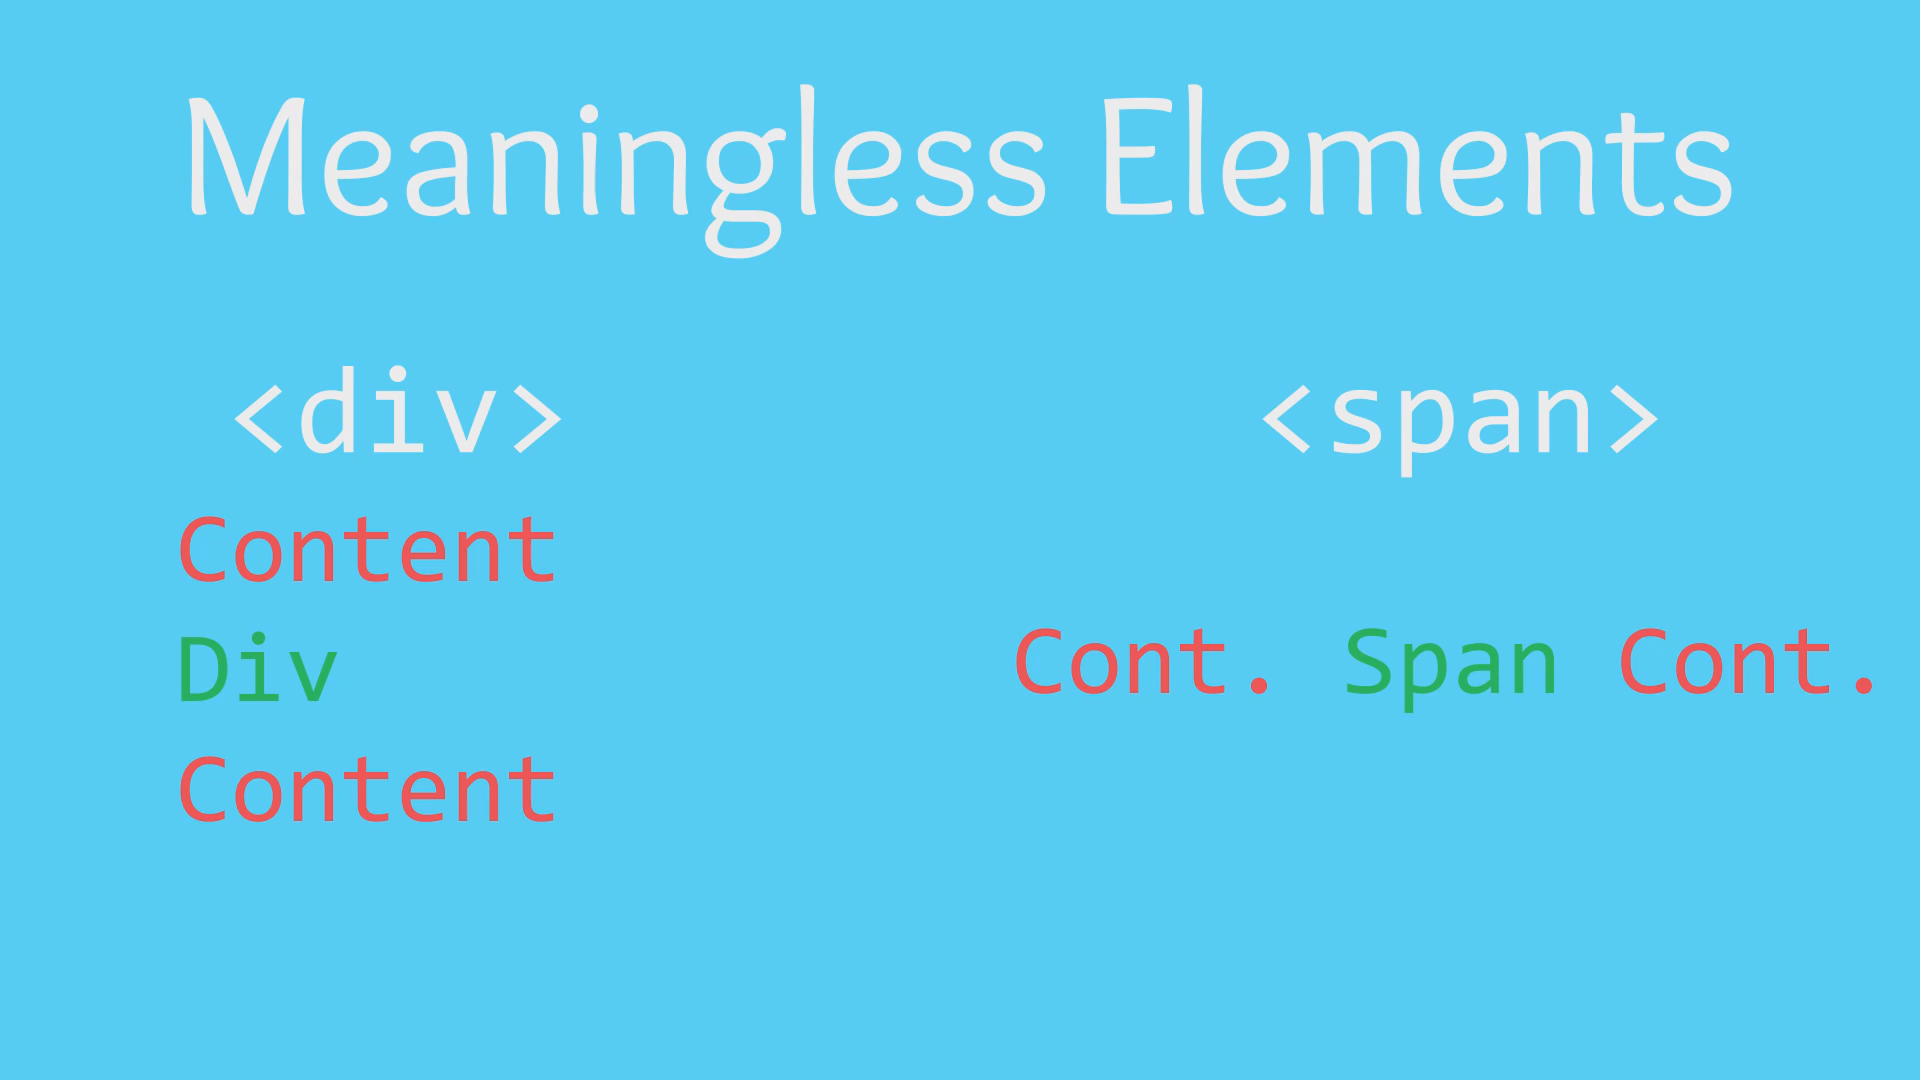 Meaningless Elements
<div>
Content
Div
Content
<span>
Cont. Span Cont.